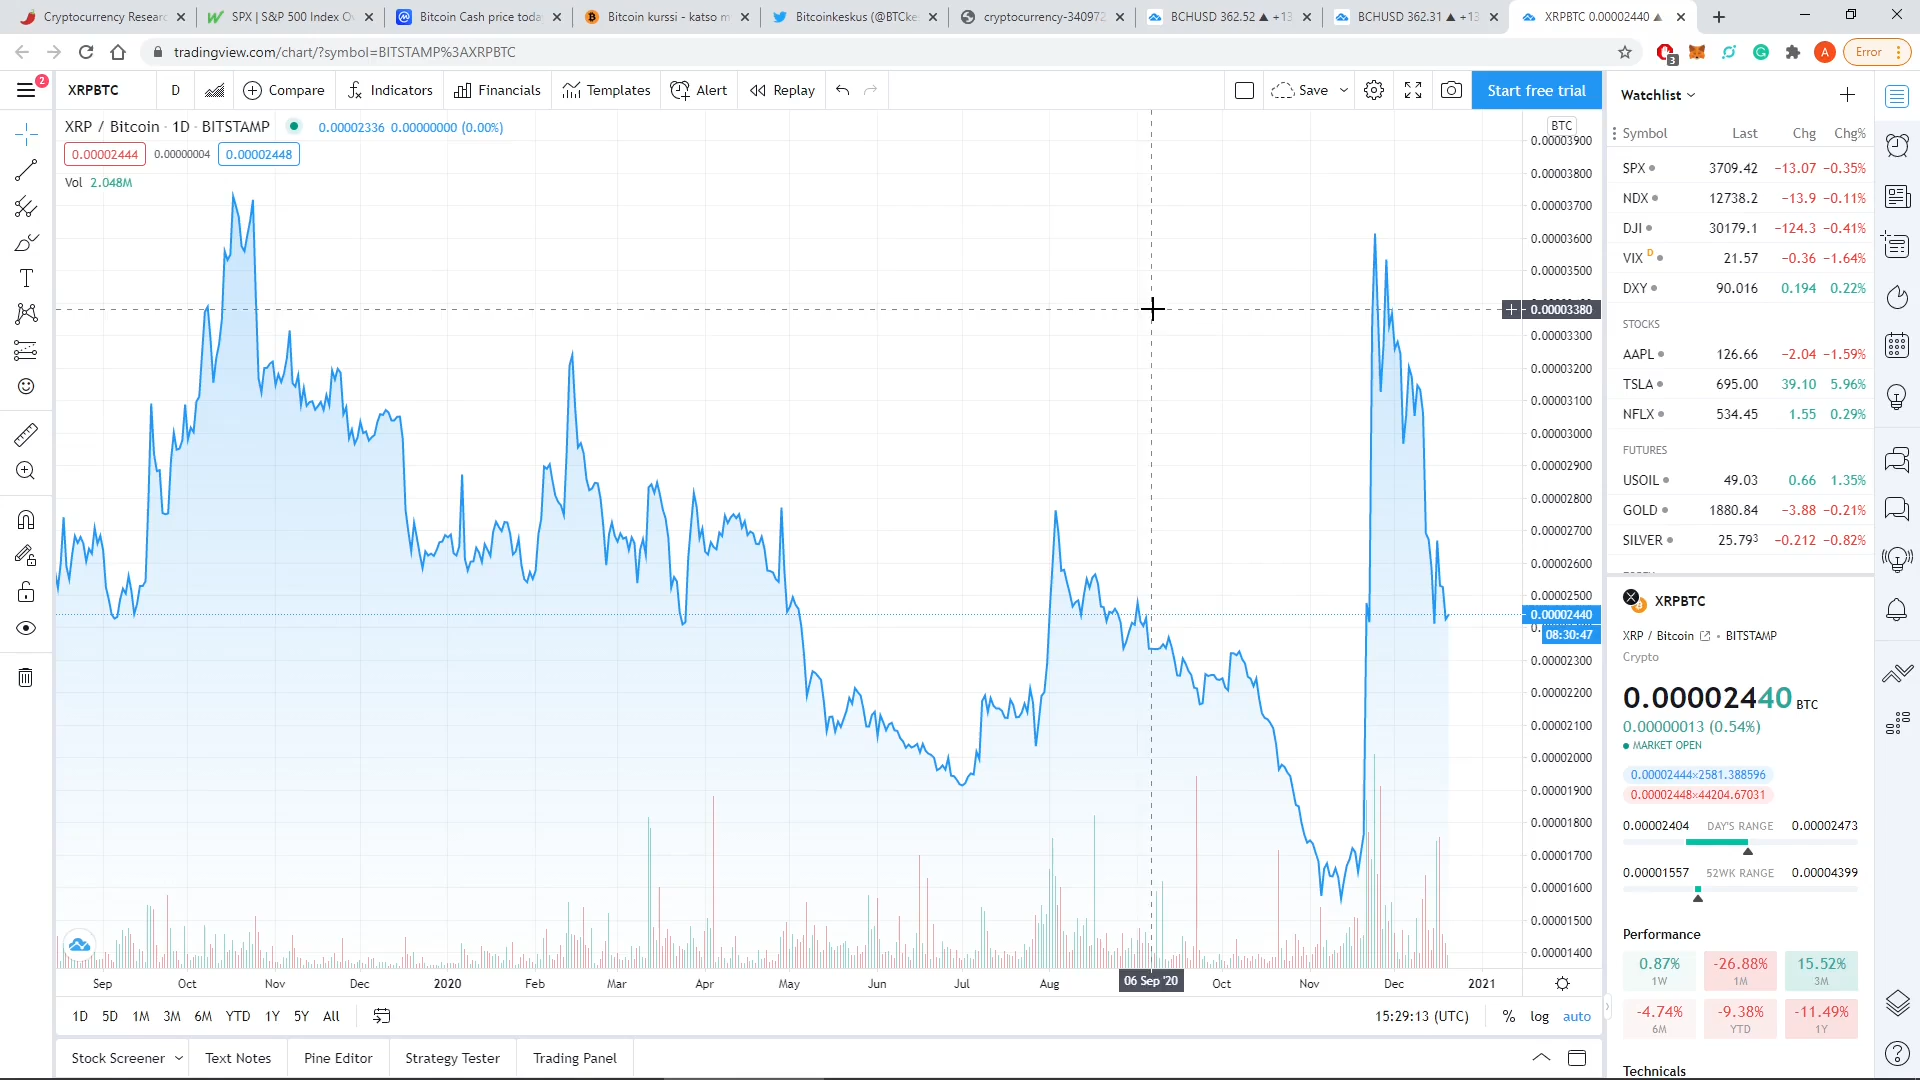 Cryptocurrency Researc
SPX | S&P 500 Index O
Bitcoin Cash price toda
Bitcoin kurssi - katso m
Bitcoinkeskus (@BTCke
cryptocurrency-340972
BCHUSD 362.52 ▲ +13
BCHUSD 362.31 ▲ +13
XRPBTC 0.00002440 ▲
tradingview.com/chart/?symbol=BITSTAMP%3AXRPBTC
3
A
Error
2
XRPBTC
D
Compare
Indicators
Financials
Templates
Alert
Replay
Save
Start free trial
XRP / Bitcoin · 1D · BITSTAMP
0.00002336 0.00000000 (0.00%)
0.00002444 0.00000004 0.00002448
Vol 2.048M
BTC
0.00003900
0.00003800
0.00003700
0.00003600
0.00003500
0.00003380
0.00003300
0.00003200
0.00003100
0.00003000
0.00002900
0.00002800
0.00002700
0.00002600
0.00002500
0.00002440
08:30:47
0.00002300
0.00002200
0.00002100
0.00002000
0.00001900
0.00001800
0.00001700
0.00001600
0.00001500
0.00001400
Sep Oct Nov Dec 2020 Feb Mar Apr May Jun Jul Aug 06 Sep '20 Oct Nov Dec 2021
1D 5D 1M 3M 6M YTD 1Y 5Y All
15:29:13 (UTC) % log auto
Stock Screener Text Notes Pine Editor Strategy Tester Trading Panel
Watchlist
Symbol Last Chg Chg%
SPX 3709.42 −13.07 −0.35%
NDX 12738.2 −13.9 −0.11%
DJI 30179.1 −124.3 −0.41%
VIX D 21.57 −0.36 −1.64%
DXY 90.016 0.194 0.22%
STOCKS
AAPL 126.66 −2.04 −1.59%
TSLA 695.00 39.10 5.96%
NFLX 534.45 1.55 0.29%
FUTURES
USOIL 49.03 0.66 1.35%
GOLD 1880.84 −3.88 −0.21%
SILVER 25.793 −0.212 −0.82%
XRPBTC
XRP / Bitcoin • BITSTAMP
Crypto
0.00002440 BTC
0.00000013 (0.54%)
MARKET OPEN
0.00002444×2581.388596
0.00002448×44204.67031
0.00002404 DAY'S RANGE 0.00002473
0.00001557 52WK RANGE 0.00004399
Performance
0.87% -26.88% 15.52%
1W 1M 3M
-4.74% -9.38% -11.49%
6M YTD 1Y
Technicals